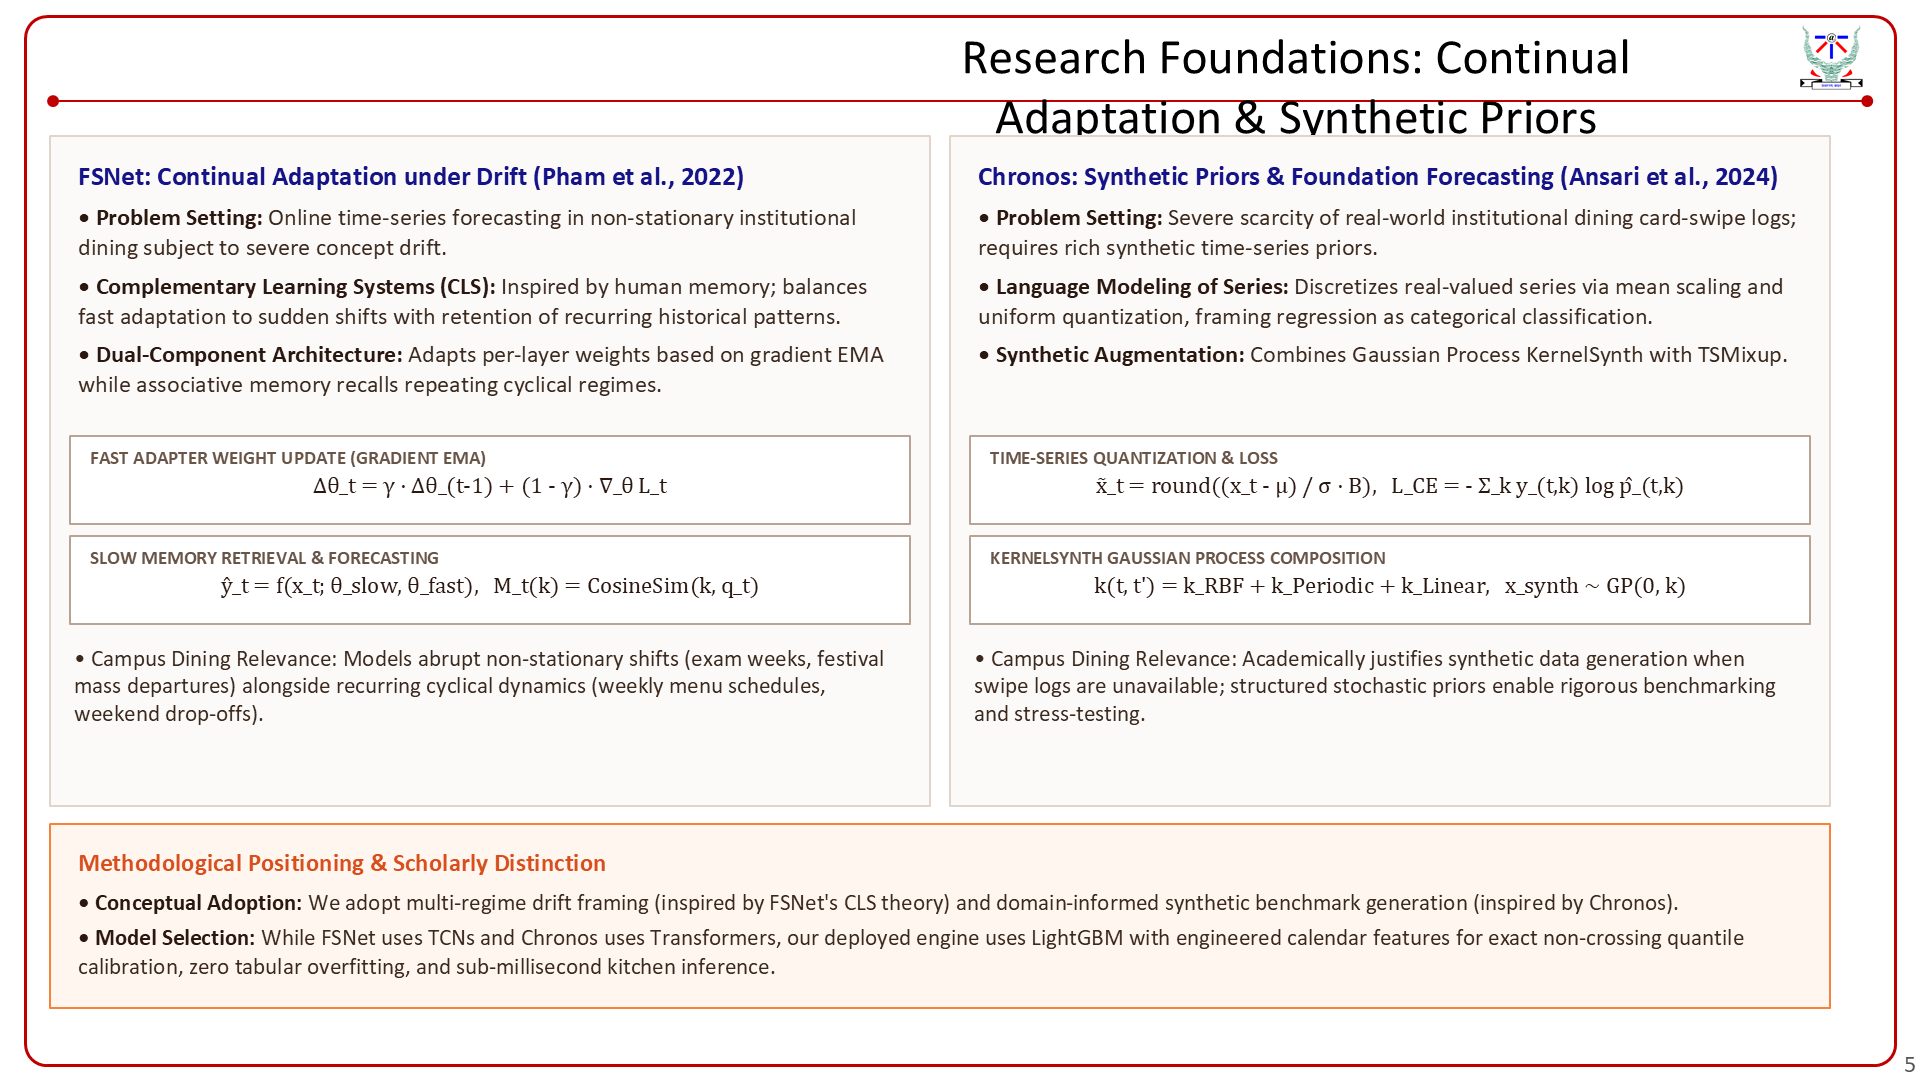 Research Foundations: Continual
Adaptation & Synthetic Priors
FSNet: Continual Adaptation under Drift (Pham et al., 2022)
• Problem Setting: Online time-series forecasting in non-stationary institutional
dining subject to severe concept drift.
• Complementary Learning Systems (CLS): Inspired by human memory; balances
fast adaptation to sudden shifts with retention of recurring historical patterns.
• Dual-Component Architecture: Adapts per-layer weights based on gradient EMA
while associative memory recalls repeating cyclical regimes.
FAST ADAPTER WEIGHT UPDATE (GRADIENT EMA)
Δθ_t = γ · Δθ_(t-1) + (1 - γ) · ∇_θ L_t
SLOW MEMORY RETRIEVAL & FORECASTING
ŷ_t = f(x_t; θ_slow, θ_fast),  M_t(k) = CosineSim(k, q_t)
• Campus Dining Relevance: Models abrupt non-stationary shifts (exam weeks, festival
mass departures) alongside recurring cyclical dynamics (weekly menu schedules,
weekend drop-offs).
Chronos: Synthetic Priors & Foundation Forecasting (Ansari et al., 2024)
• Problem Setting: Severe scarcity of real-world institutional dining card-swipe logs;
requires rich synthetic time-series priors.
• Language Modeling of Series: Discretizes real-valued series via mean scaling and
uniform quantization, framing regression as categorical classification.
• Synthetic Augmentation: Combines Gaussian Process KernelSynth with TSMixup.
TIME-SERIES QUANTIZATION & LOSS
x̃_t = round((x_t - μ) / σ · B),  L_CE = - Σ_k y_(t,k) log p̂_(t,k)
KERNELSYNTH GAUSSIAN PROCESS COMPOSITION
k(t, t') = k_RBF + k_Periodic + k_Linear,  x_synth ~ GP(0, k)
• Campus Dining Relevance: Academically justifies synthetic data generation when
swipe logs are unavailable; structured stochastic priors enable rigorous benchmarking
and stress-testing.
Methodological Positioning & Scholarly Distinction
• Conceptual Adoption: We adopt multi-regime drift framing (inspired by FSNet's CLS theory) and domain-informed synthetic benchmark generation (inspired by Chronos).
• Model Selection: While FSNet uses TCNs and Chronos uses Transformers, our deployed engine uses LightGBM with engineered calendar features for exact non-crossing quantile
calibration, zero tabular overfitting, and sub-millisecond kitchen inference.
5